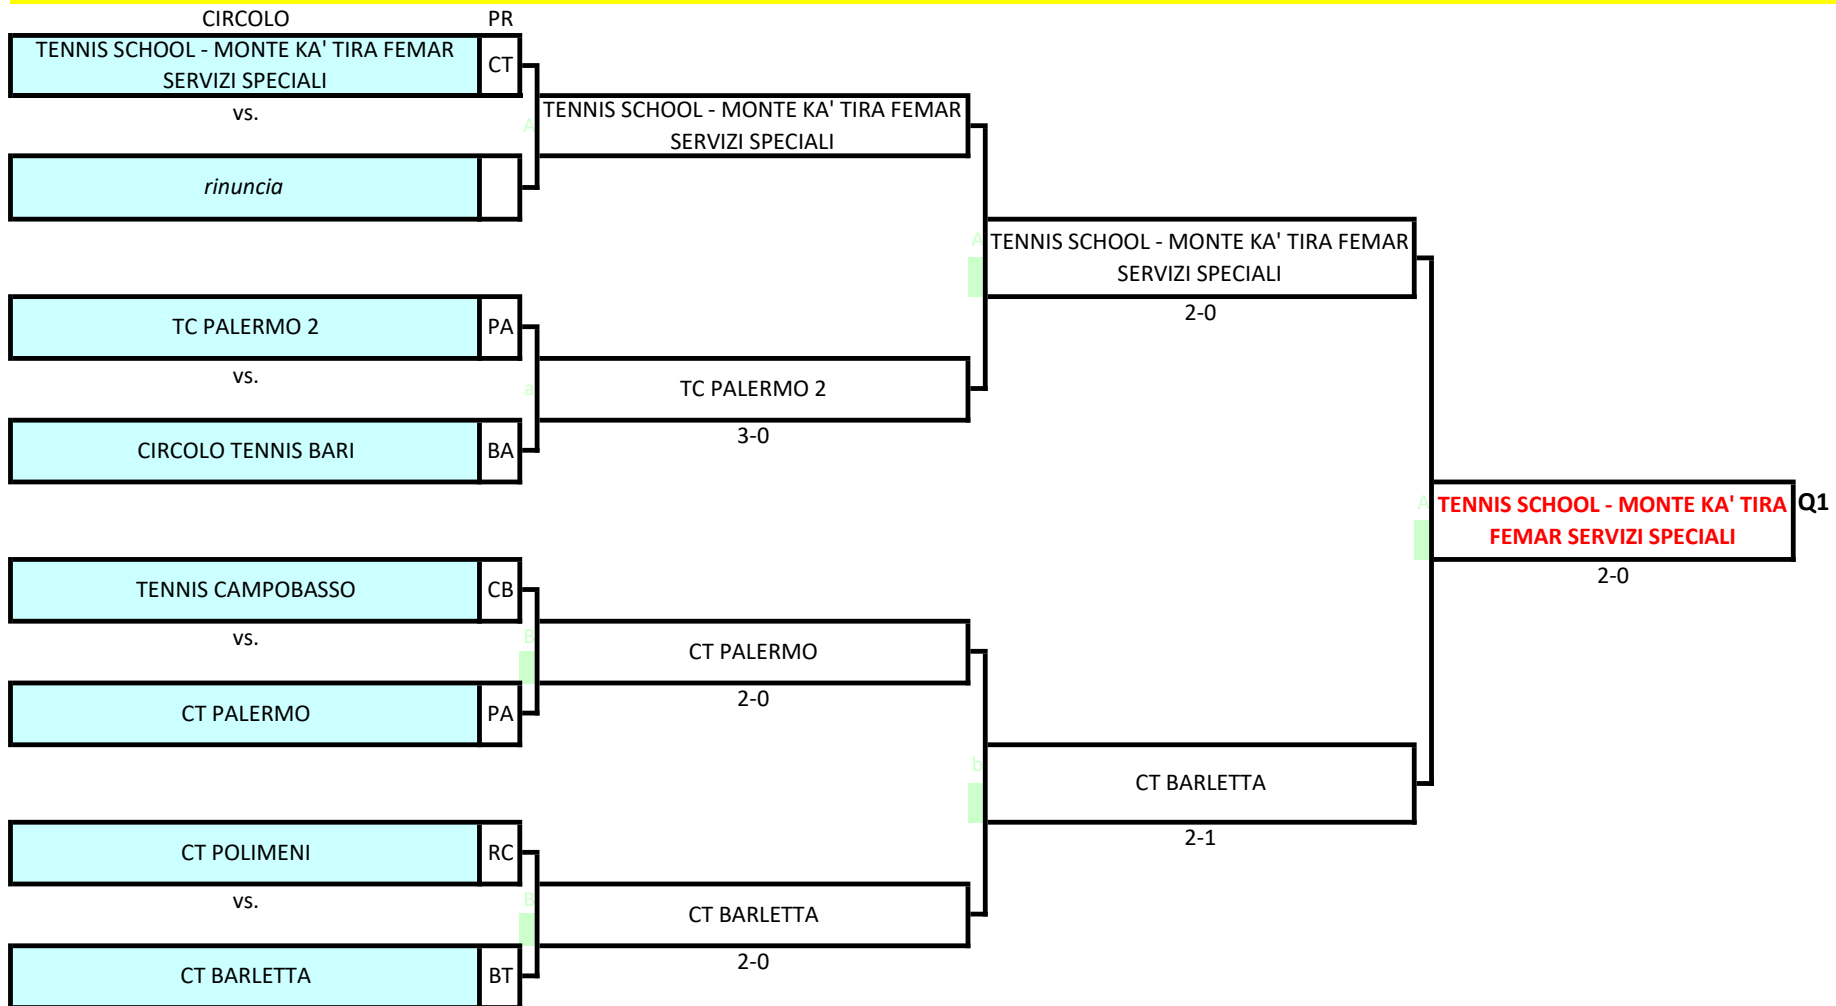 CIRCOLO PR
TENNIS SCHOOL - MONTE KA' TIRA FEMAR
SERVIZI SPECIALI
CT
vs.
rinuncia
A
TENNIS SCHOOL - MONTE KA' TIRA FEMAR
SERVIZI SPECIALI
TC PALERMO 2
PA
vs.
CIRCOLO TENNIS BARI
BA
a
TC PALERMO 2
3-0
A
TENNIS SCHOOL - MONTE KA' TIRA FEMAR
SERVIZI SPECIALI
2-0
TENNIS CAMPOBASSO
CB
vs.
CT PALERMO
PA
B
CT PALERMO
2-0
CT POLIMENI
RC
vs.
CT BARLETTA
BT
B
CT BARLETTA
2-0
b
CT BARLETTA
2-1
A
TENNIS SCHOOL - MONTE KA' TIRA
FEMAR SERVIZI SPECIALI
Q1
2-0